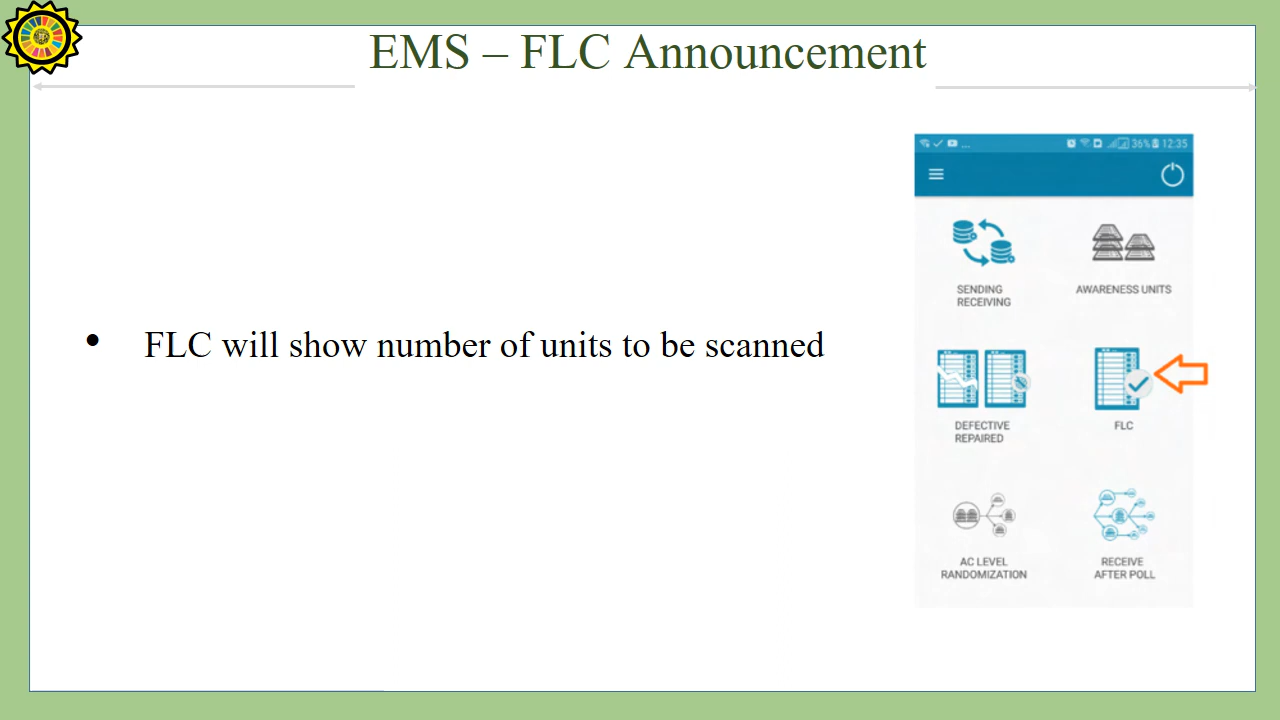 EMS – FLC Announcement
• FLC will show number of units to be scanned
... 36% 12:35
SENDING
RECEIVING
AWARENESS UNITS
DEFECTIVE
REPAIRED
FLC
AC LEVEL
RANDOMIZATION
RECEIVE
AFTER POLL